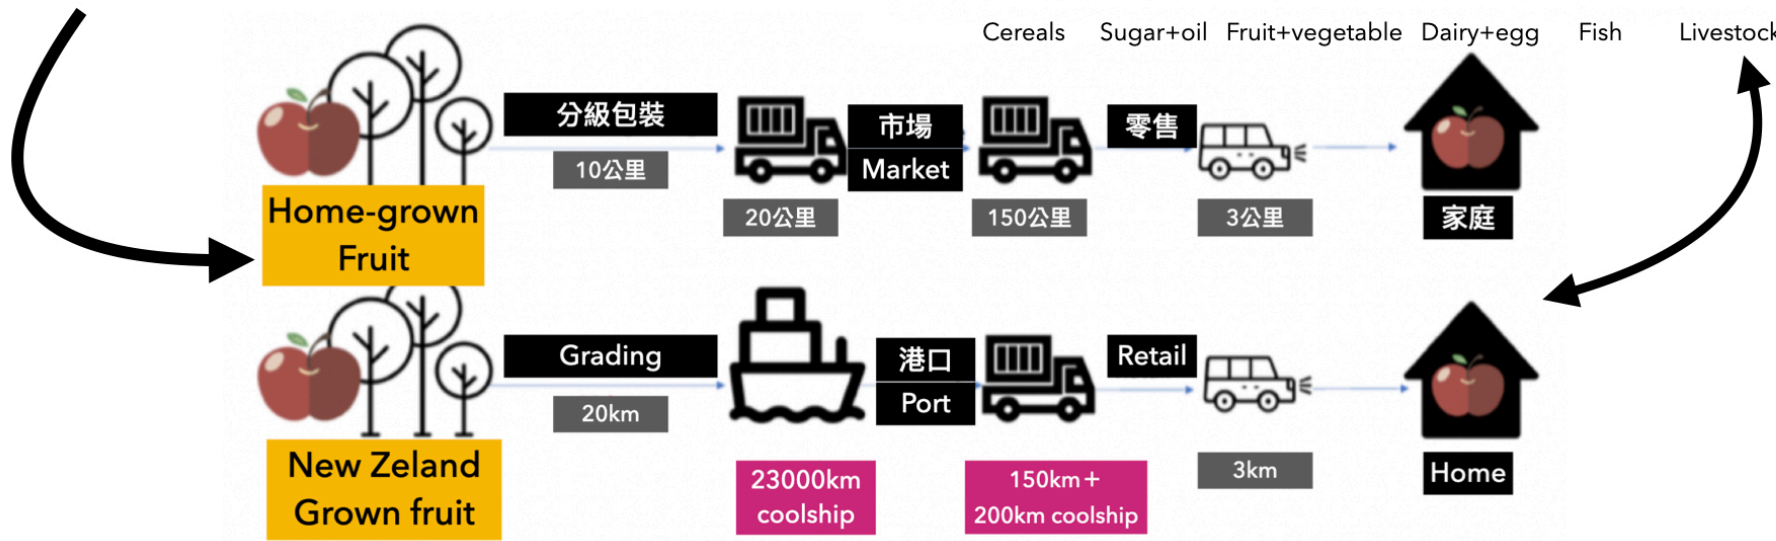 Cereals Sugar+oil Fruit+vegetable Dairy+egg Fish Livestock
分級包裝
市場
零售
Market
10公里
20公里
150公里
3公里
家庭
Home-grown
Fruit
Grading
港口
Retail
Port
20km
New Zeland
Grown fruit
23000km
coolship
150km+
200km coolship
3km
Home